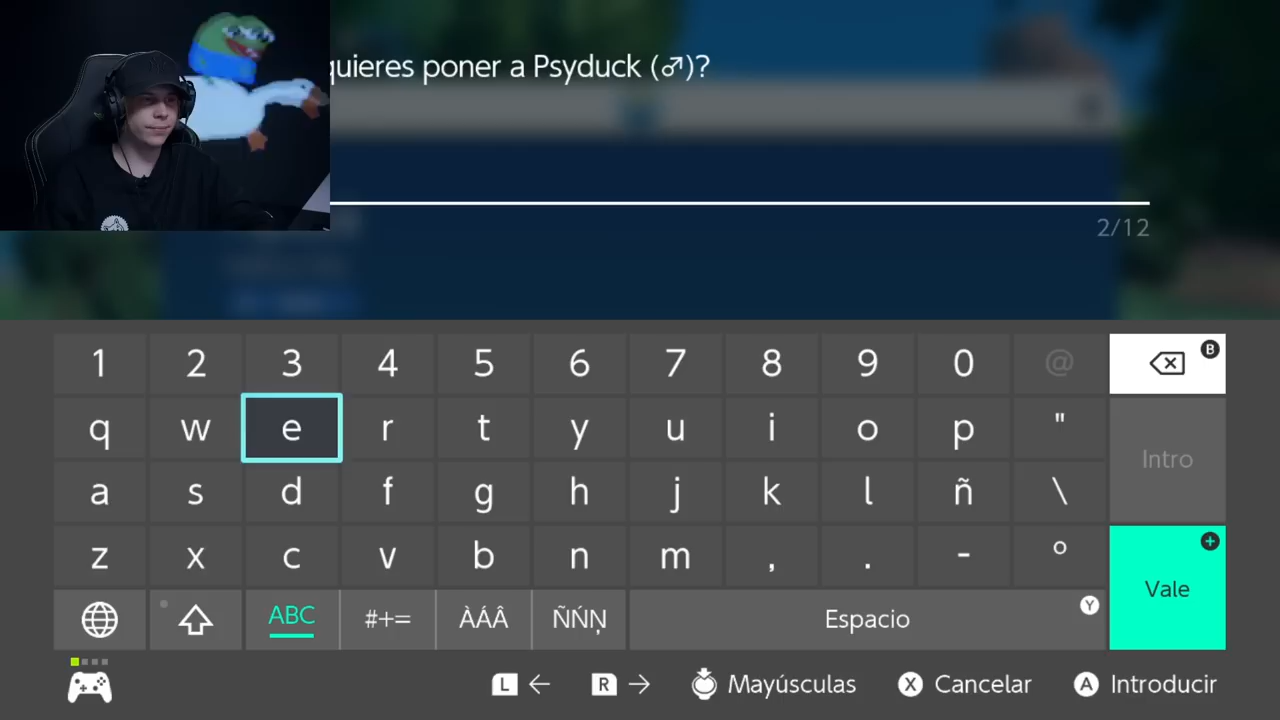 quieres poner a Psyduck (♂)?
2/12
1 2 3 4 5 6 7 8 9 0 @ B
q w e r t y u i o p " Intro
a s d f g h j k l ñ \
z x c v b n m , . - º + Vale
ABC #+= ÀÁÂ ÑŃŅ Espacio Y
L ← R → Mayúsculas X Cancelar A Introducir